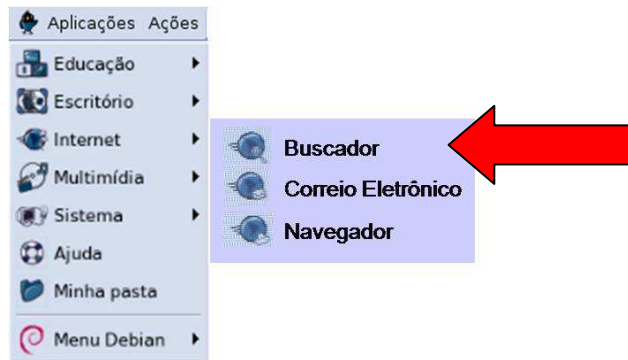 Aplicações Ações
Educação
Escritório
Internet
Multimídia
Sistema
Ajuda
Minha pasta
Menu Debian
Buscador
Correio Eletrônico
Navegador